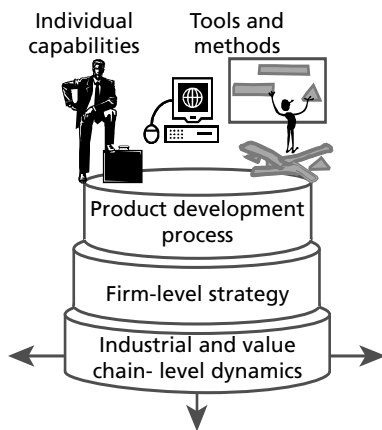 Individual
capabilities
Tools and
methods
Product development
process
Firm-level strategy
Industrial and value
chain- level dynamics